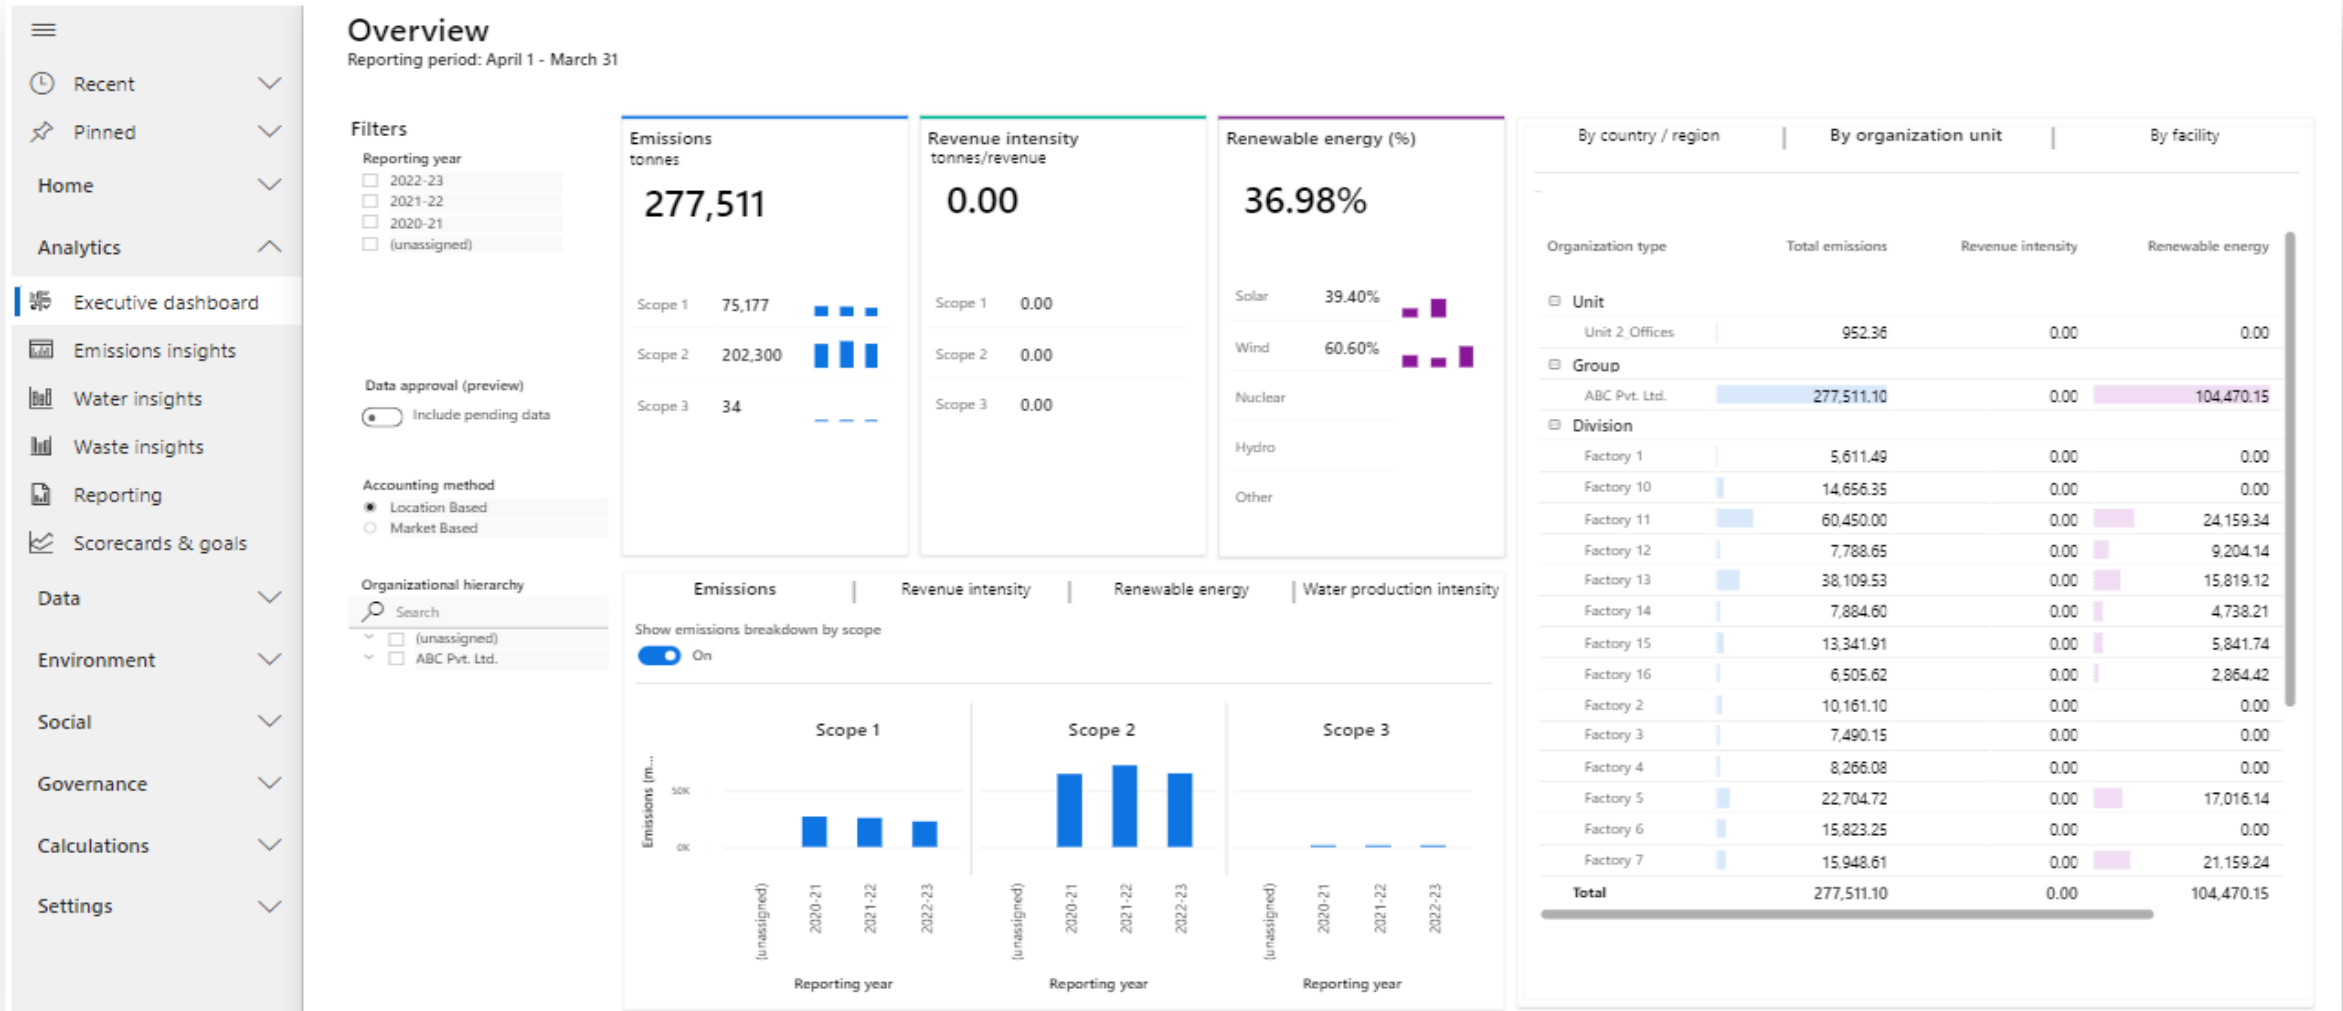 Overview
Reporting period: April 1 - March 31
Recent
Pinned
Home
Analytics
Executive dashboard
Emissions insights
Water insights
Waste insights
Reporting
Scorecards & goals
Data
Environment
Social
Governance
Calculations
Settings
Filters
Reporting year
2022-23
2021-22
2020-21
(unassigned)
Data approval (preview)
Include pending data
Accounting method
Location Based
Market Based
Organizational hierarchy
Search
(unassigned)
ABC Pvt. Ltd.
Emissions
tonnes
277,511
Scope 1 75,177
Scope 2 202,300
Scope 3 34
Revenue intensity
tonnes/revenue
0.00
Scope 1 0.00
Scope 2 0.00
Scope 3 0.00
Renewable energy (%)
36.98%
Solar 39.40%
Wind 60.60%
Nuclear
Hydro
Other
Emissions | Revenue intensity | Renewable energy | Water production intensity
Show emissions breakdown by scope
On
Scope 1 Scope 2 Scope 3
Emissions (m...
50K
0K
(unassigned) 2020-21 2021-22 2022-23 (unassigned) 2020-21 2021-22 2022-23 (unassigned) 2020-21 2021-22 2022-23
Reporting year Reporting year Reporting year
By country / region | By organization unit | By facility
Organization type Total emissions Revenue intensity Renewable energy
Unit
Unit 2_Offices 952.36 0.00 0.00
Group
ABC Pvt. Ltd. 277,511.10 0.00 104,470.15
Division
Factory 1 5,611.49 0.00 0.00
Factory 10 14,656.35 0.00 0.00
Factory 11 60,450.00 0.00 24,159.34
Factory 12 7,788.65 0.00 9,204.14
Factory 13 38,109.53 0.00 15,819.12
Factory 14 7,884.60 0.00 4,738.21
Factory 15 13,341.91 0.00 5,841.74
Factory 16 6,505.62 0.00 2,864.42
Factory 2 10,161.10 0.00 0.00
Factory 3 7,490.15 0.00 0.00
Factory 4 8,266.08 0.00 0.00
Factory 5 22,704.72 0.00 17,016.14
Factory 6 15,823.25 0.00 0.00
Factory 7 15,948.61 0.00 21,159.24
Total 277,511.10 0.00 104,470.15